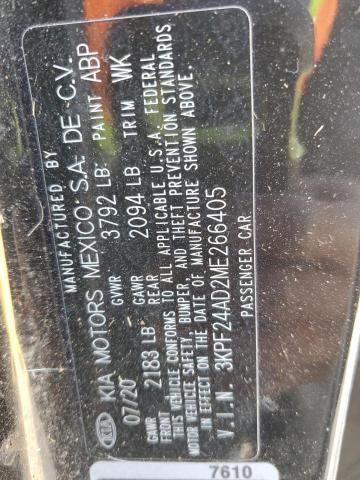 MANUFACTURED BY
KIA KIA MOTORS MEXICO S.A. DE C.V.
07/20 GVWR 3792 LB: PAINT ABP
GAWR FRONT 2183 LB GAWR REAR 2094 LB TRIM WK
THIS VEHICLE CONFORMS TO ALL APPLICABLE U.S.A. FEDERAL
MOTOR VEHICLE SAFETY, BUMPER, AND THEFT PREVENTION STANDARDS
IN EFFECT ON THE DATE OF MANUFACTURE SHOWN ABOVE.
V.I.N. 3KPF24AD2ME266405
PASSENGER CAR
7610